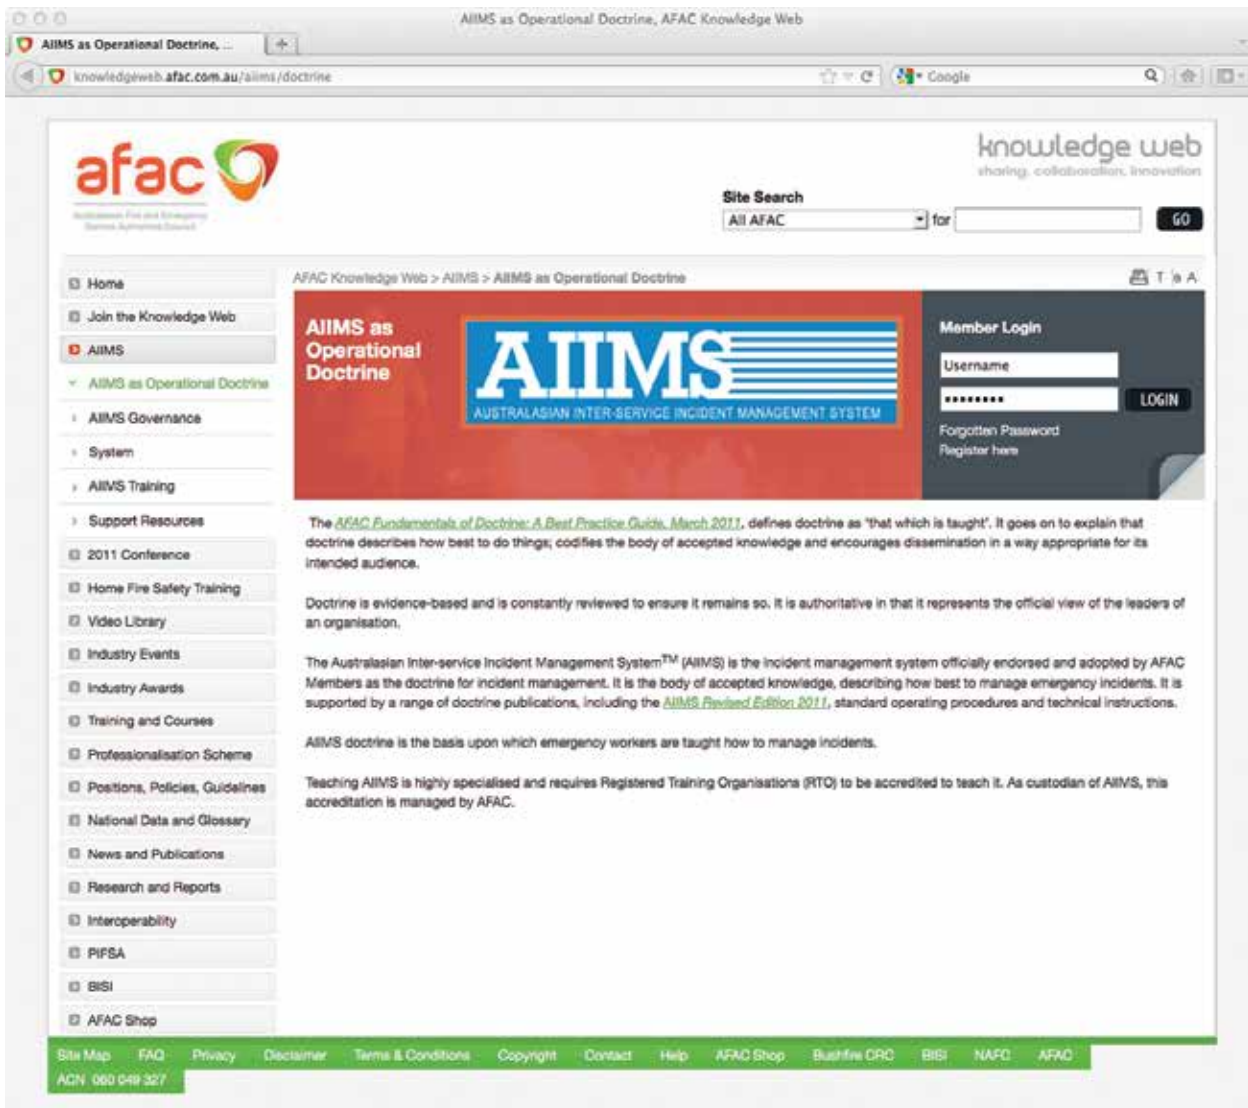 AIIMS as Operational Doctrine, AFAC Knowledge Web
AIIMS as Operational Doctrine, ...
knowledgeweb.afac.com.au/aiims/doctrine
Google
afac
knowledge web
sharing, collaboration, innovation
Australasian Fire and Emergency
Service Authorities Council
Site Search
All AFAC
for
GO
AFAC Knowledge Web > AIIMS > AIIMS as Operational Doctrine
Home
Join the Knowledge Web
AIIMS
AIIMS as Operational Doctrine
AIIMS Governance
System
AIIMS Training
Support Resources
2011 Conference
Home Fire Safety Training
Video Library
Industry Events
Industry Awards
Training and Courses
Professionalisation Scheme
Positions, Policies, Guidelines
National Data and Glossary
News and Publications
Research and Reports
Interoperability
PIFSA
BISI
AFAC Shop
AIIMS as
Operational
Doctrine
AIIMS
AUSTRALASIAN INTER-SERVICE INCIDENT MANAGEMENT SYSTEM
Member Login
Username
LOGIN
Forgotten Password
Register here
The AFAC Fundamentals of Doctrine: A Best Practice Guide, March 2011, defines doctrine as 'that which is taught'. It goes on to explain that
doctrine describes how best to do things; codifies the body of accepted knowledge and encourages dissemination in a way appropriate for its
intended audience.
Doctrine is evidence-based and is constantly reviewed to ensure it remains so. It is authoritative in that it represents the official view of the leaders of
an organisation.
The Australasian Inter-service Incident Management System™ (AIIMS) is the incident management system officially endorsed and adopted by AFAC
Members as the doctrine for incident management. It is the body of accepted knowledge, describing how best to manage emergency incidents. It is
supported by a range of doctrine publications, including the AIIMS Revised Edition 2011, standard operating procedures and technical instructions.
AIIMS doctrine is the basis upon which emergency workers are taught how to manage incidents.
Teaching AIIMS is highly specialised and requires Registered Training Organisations (RTO) to be accredited to teach it. As custodian of AIIMS, this
accreditation is managed by AFAC.
Site Map FAQ Privacy Disclaimer Terms & Conditions Copyright Contact Help AFAC Shop Bushfire CRC BISI NAFC AFAC
ACN 060 049 327